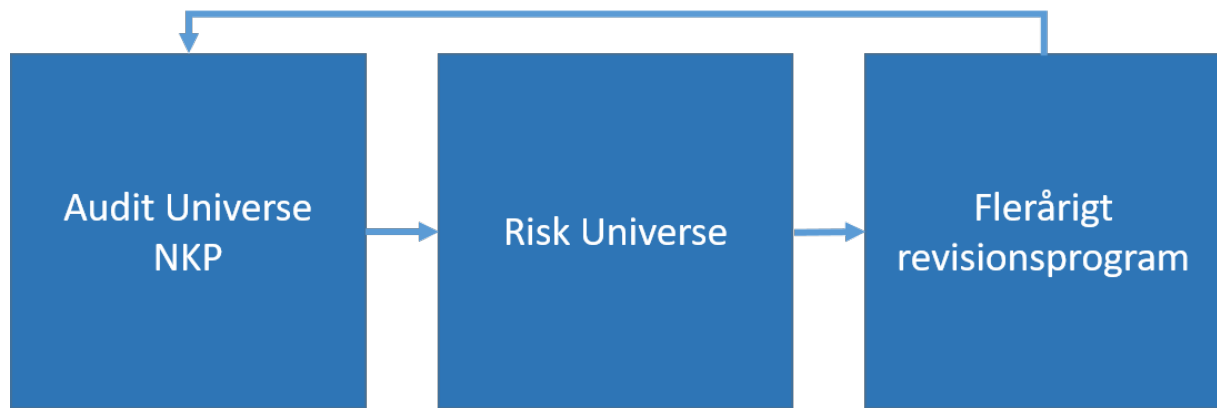 Audit Universe
NKP
Risk Universe
Flerårigt
revisionsprogram